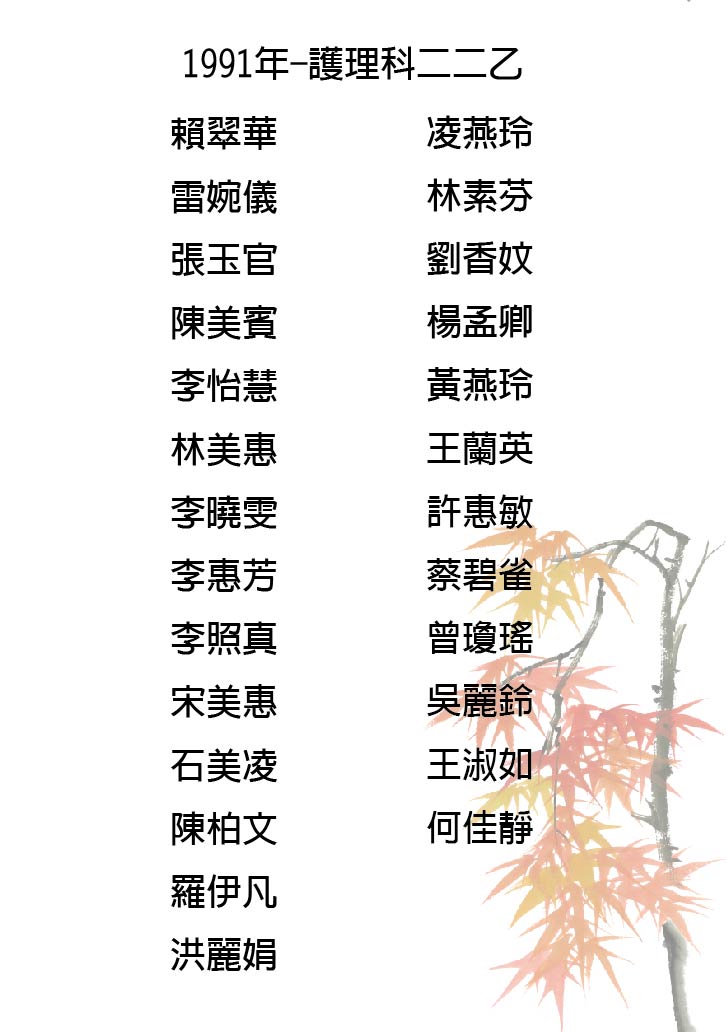 1991年-護理科二二乙
賴翠華 凌燕玲
雷婉儀 林素芬
張玉官 劉香妏
陳美賓 楊孟卿
李怡慧 黃燕玲
林美惠 王蘭英
李曉雯 許惠敏
李惠芳 蔡碧雀
李照真 曾瓊瑤
宋美惠 吳麗鈴
石美凌 王淑如
陳柏文 何佳靜
羅伊凡
洪麗娟